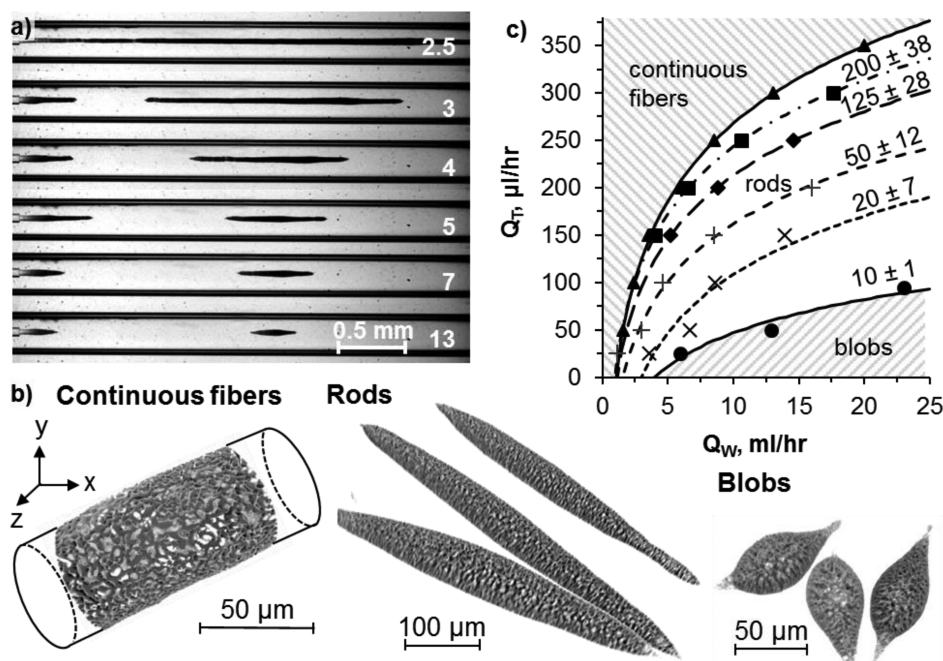 a)
2.5
3
4
5
7
13
0.5 mm
c)
continuous
fibers
rods
blobs
200 ± 38
125 ± 28
50 ± 12
20 ± 7
10 ± 1
Q_T, µl/hr
350
300
250
200
150
100
50
0
0 5 10 15 20 25
Q_W, ml/hr
b) Continuous fibers
y
x
z
50 µm
Rods
100 µm
Blobs
50 µm